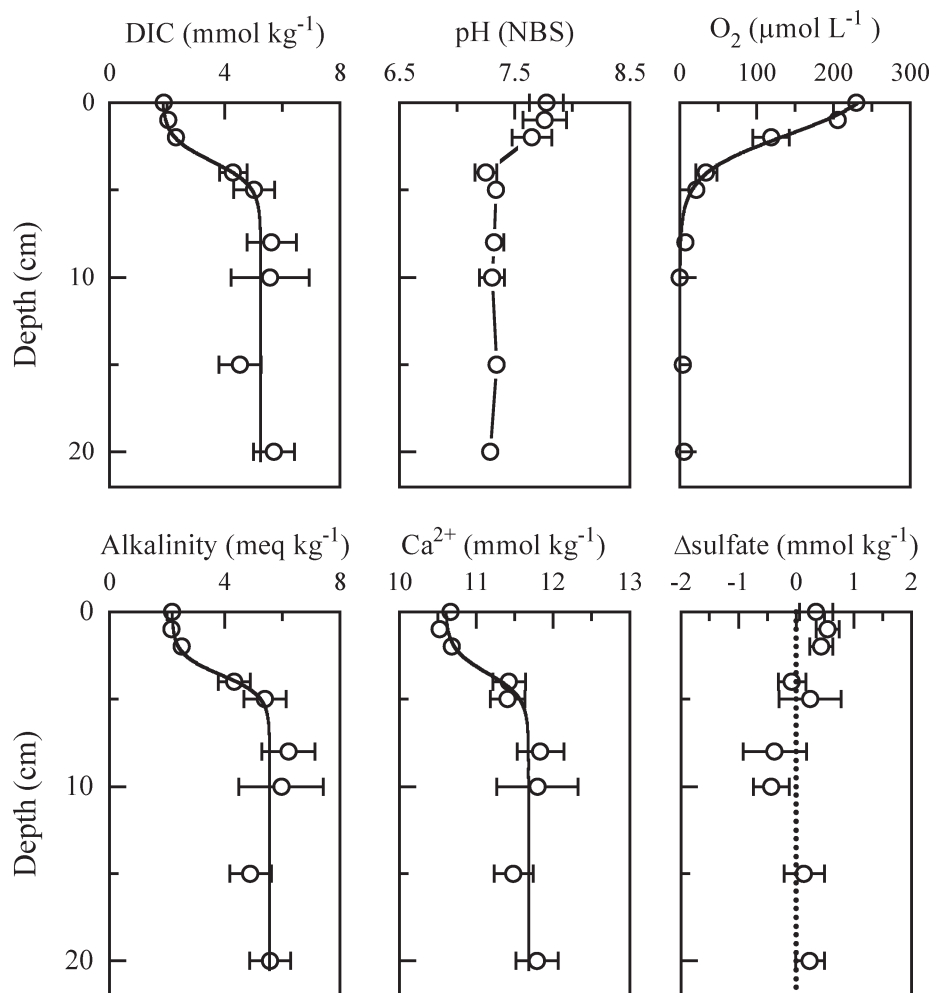 DIC (mmol kg⁻¹) pH (NBS) O₂ (µmol L⁻¹ )
0 4 8 6.5 7.5 8.5 0 100 200 300
0
10
20
Depth (cm)
Alkalinity (meq kg⁻¹) Ca²⁺ (mmol kg⁻¹) Δsulfate (mmol kg⁻¹)
0 4 8 10 11 12 13 -2 -1 0 1 2
0
10
20
Depth (cm)